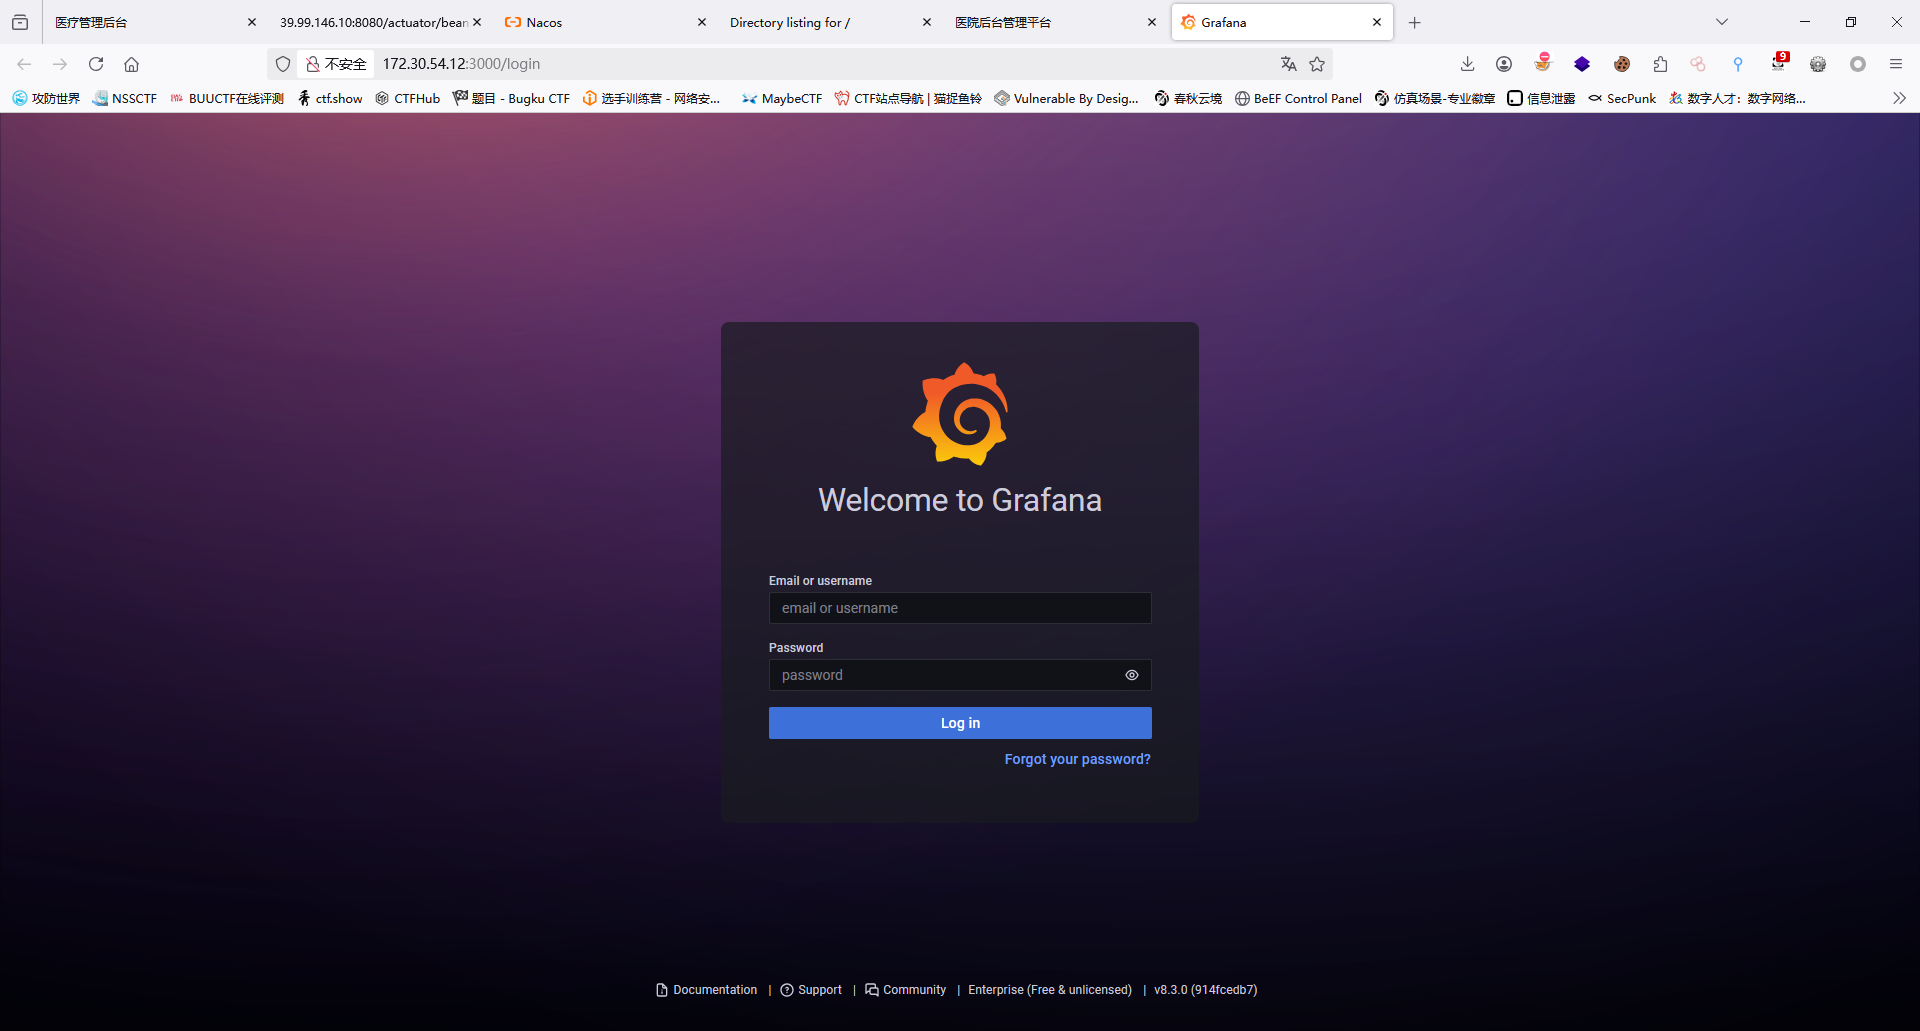 医疗管理后台
39.99.146.10:8080/actuator/bean
Nacos
Directory listing for /
医院后台管理平台
Grafana
不安全
172.30.54.12:3000/login
9
攻防世界
NSSCTF
BUUCTF在线评测
ctf.show
CTFHub
题目 - Bugku CTF
选手训练营 - 网络安...
MaybeCTF
CTF站点导航 | 猫捉鱼铃
Vulnerable By Desig...
春秋云境
BeEF Control Panel
仿真场景-专业徽章
信息泄露
SecPunk
数字人才：数字网络...
Welcome to Grafana
Email or username
email or username
Password
password
Log in
Forgot your password?
Documentation | Support | Community | Enterprise (Free & unlicensed) | v8.3.0 (914fcedb7)